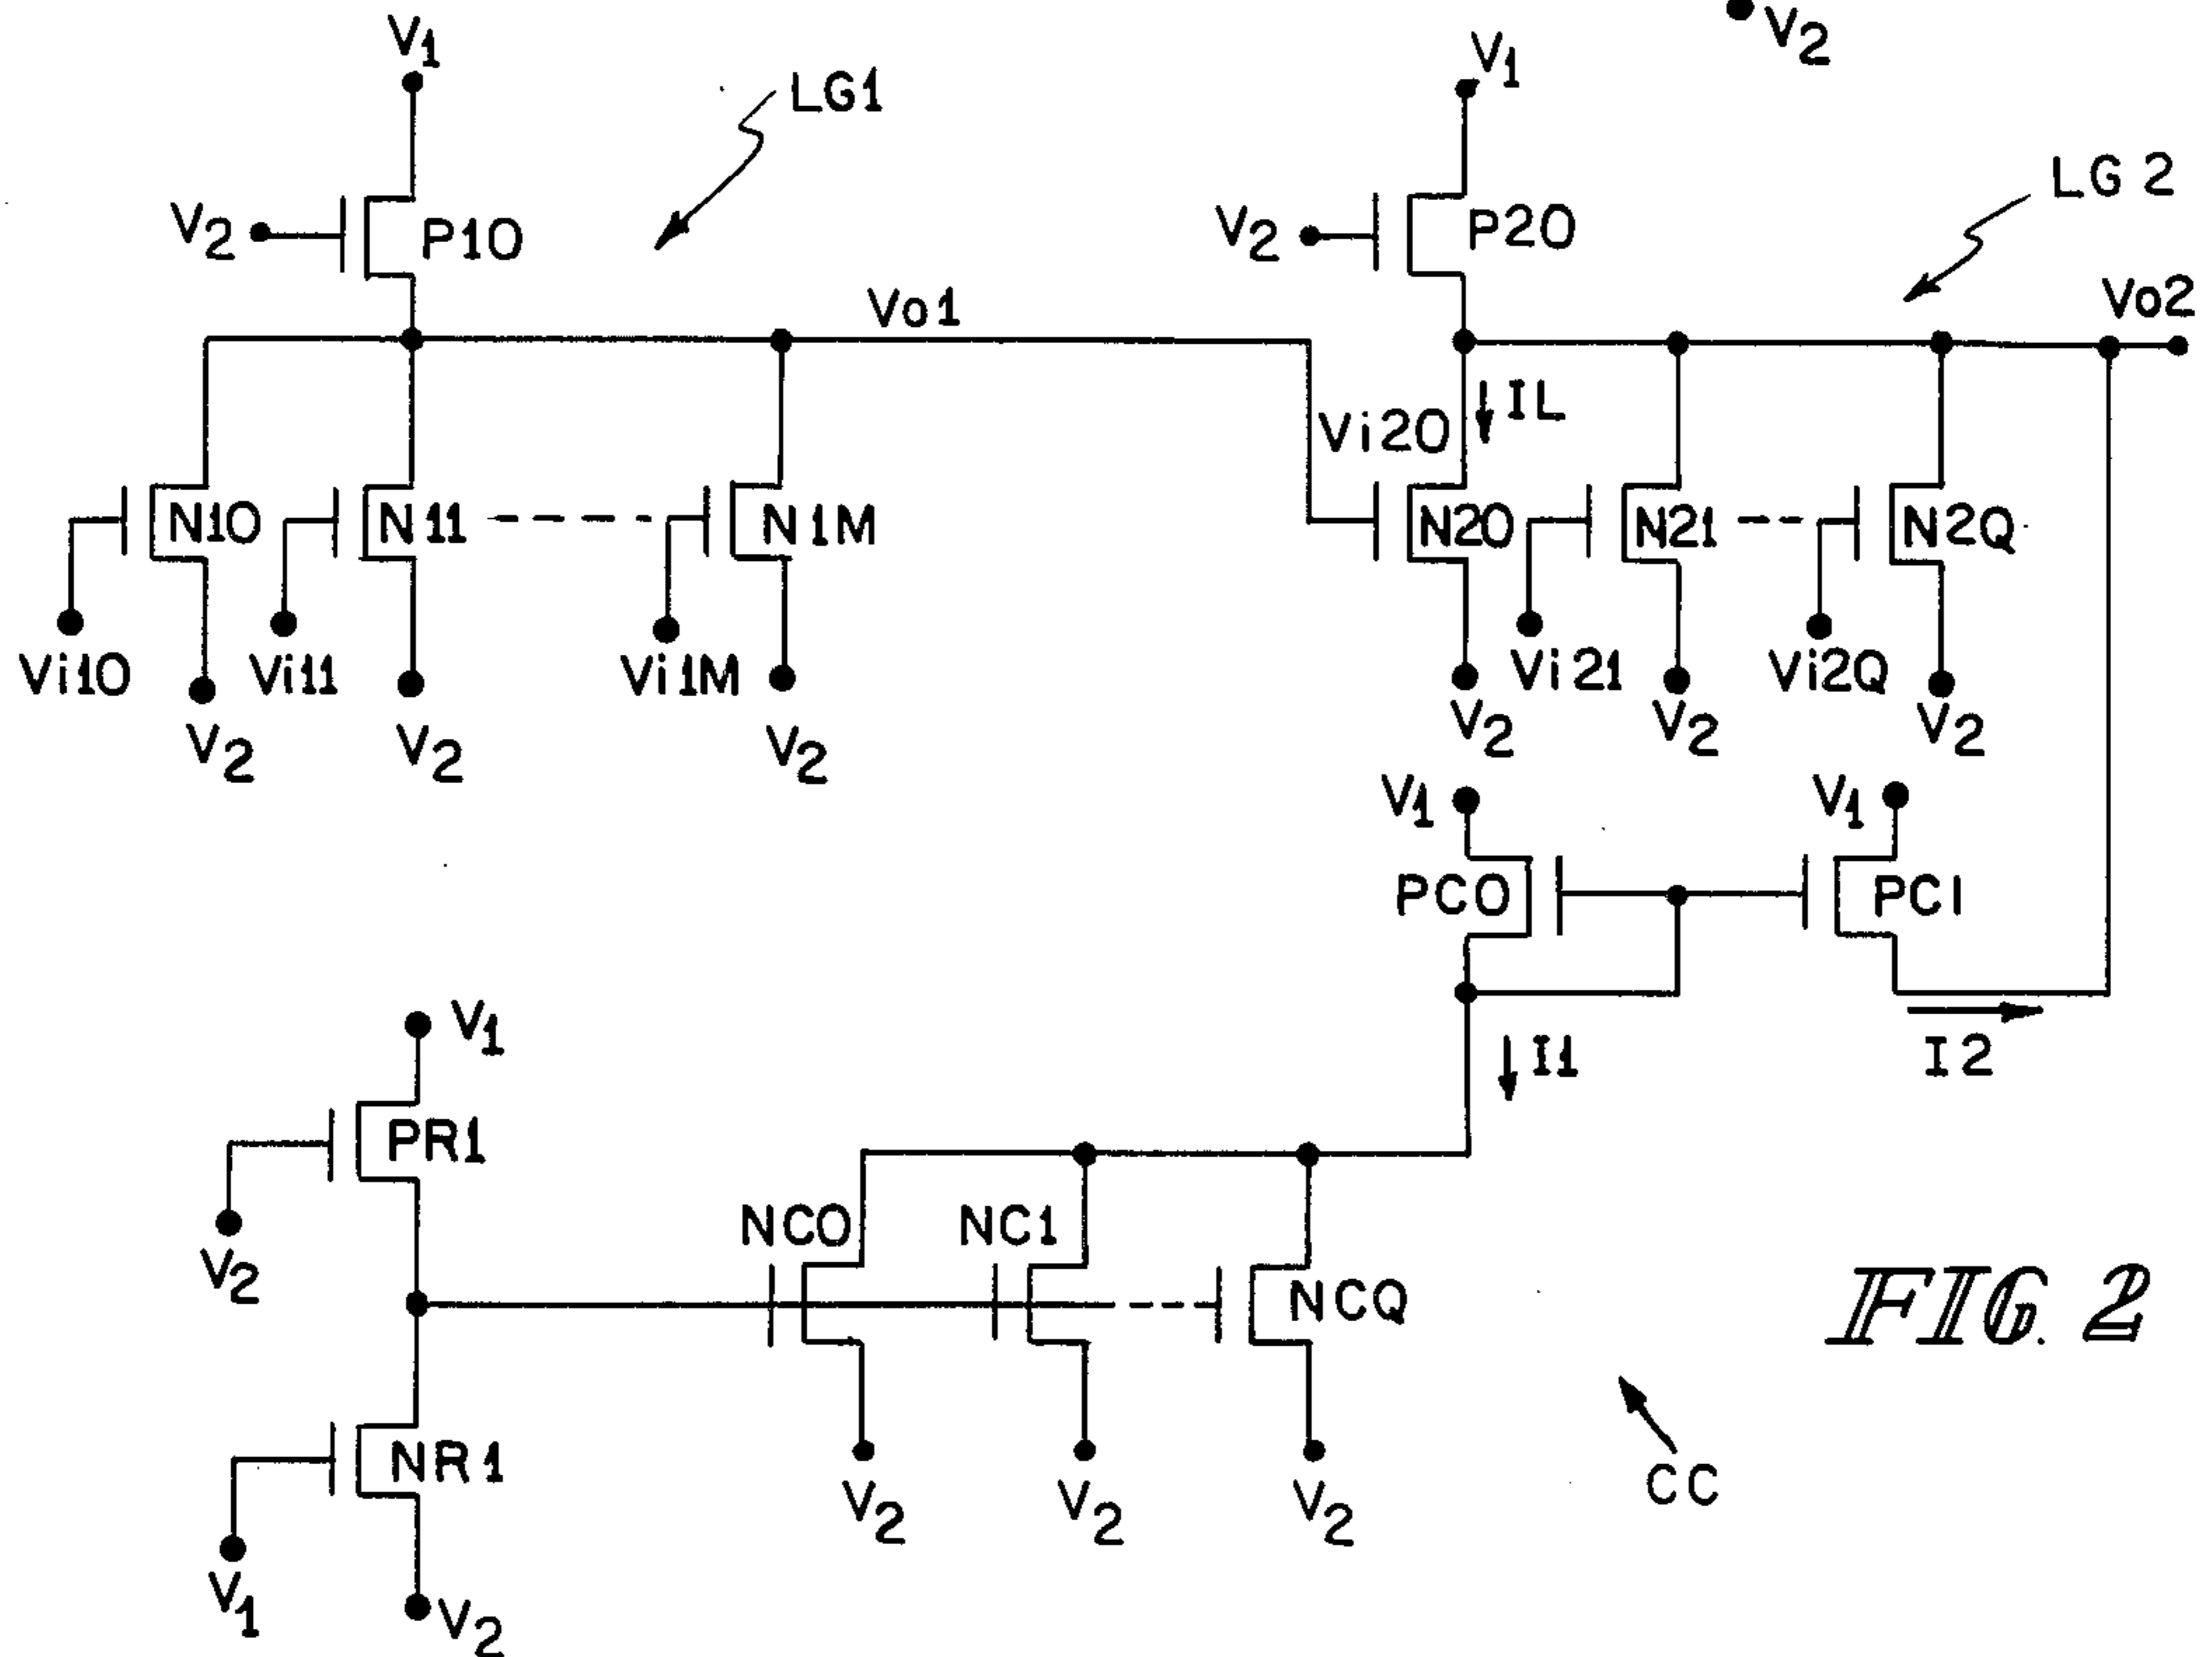 V2
V1
LG1
V1
LG 2
V2
P10
V2
P20
Vo1
Vo2
IL
Vi20
N10
N11
N1M
N20
N21
N2Q
Vi10
Vi11
Vi1M
Vi21
Vi2Q
V2
V2
V2
V2
V2
V2
V1
V1
PC0
PC1
V1
I1
I2
PR1
V2
NC0
NC1
NCQ
FIG. 2
NR1
V1
V2
V2
V2
V2
CC